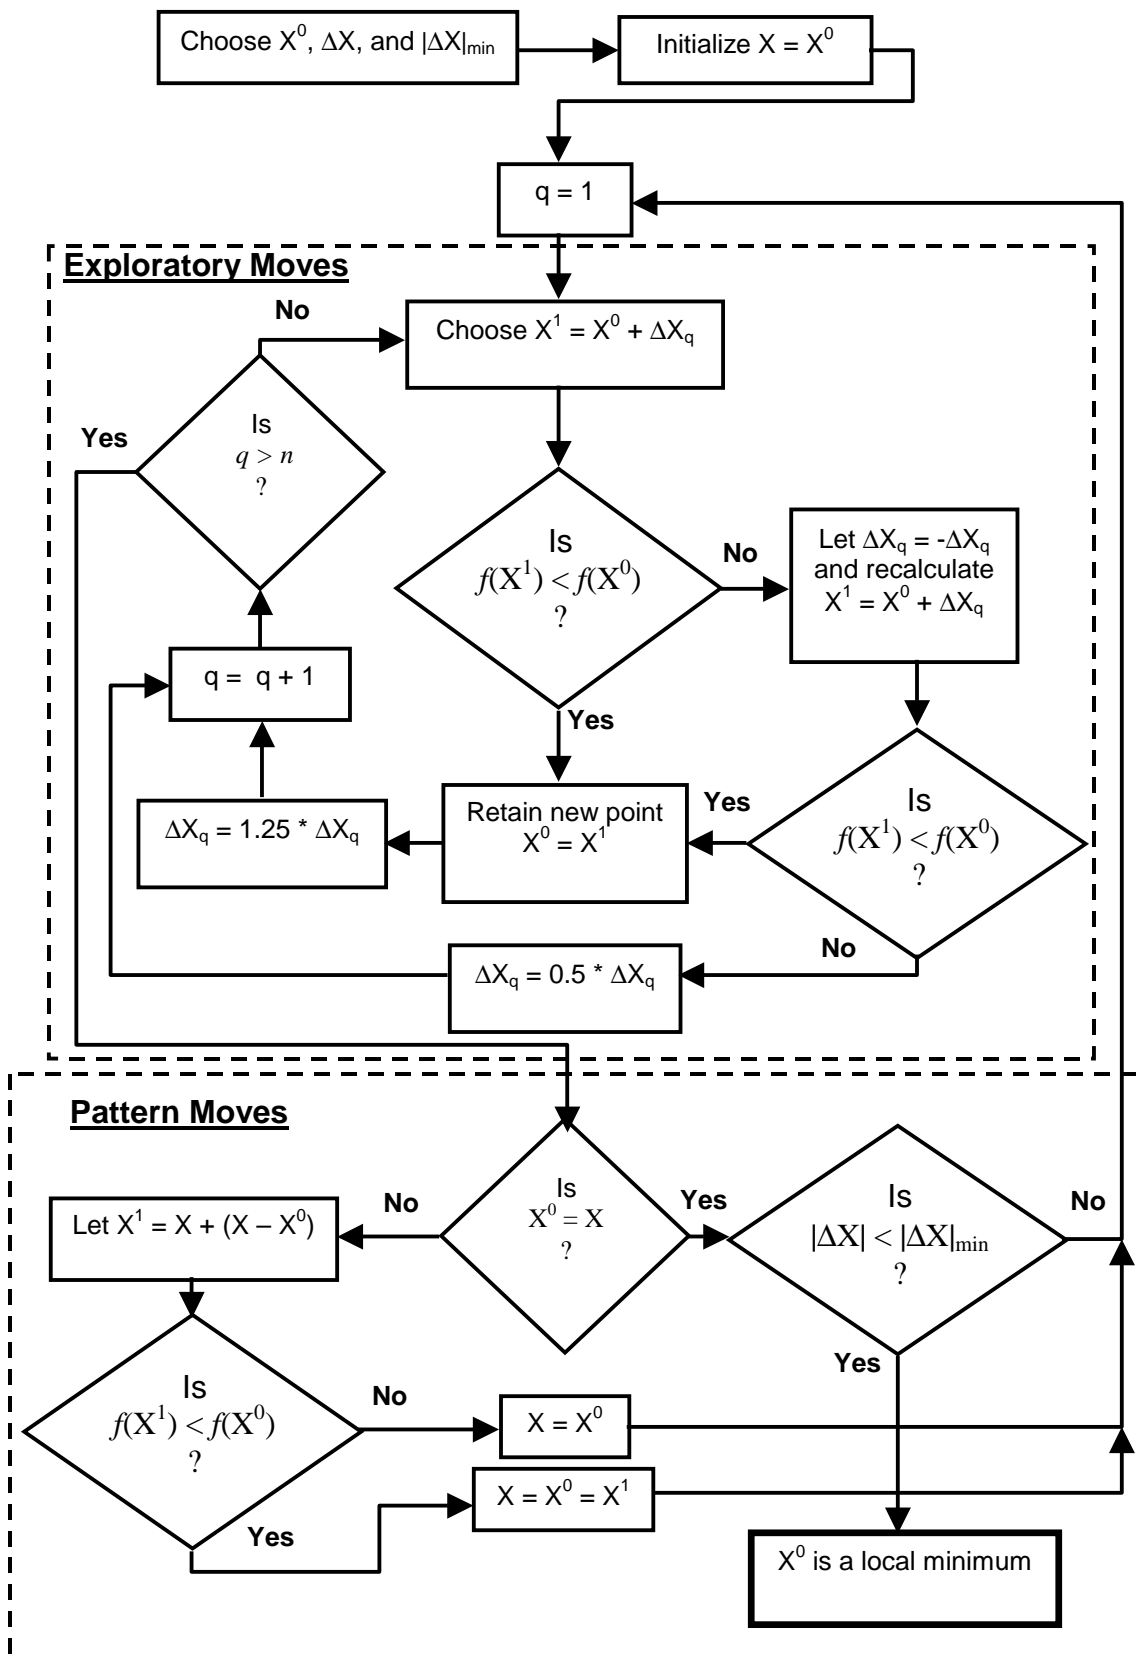 Choose X⁰, ΔX, and |ΔX|min
Initialize X = X⁰
q = 1
Exploratory Moves
No
Choose X¹ = X⁰ + ΔXq
Yes
Is
q > n
?
Is
f(X¹) < f(X⁰)
?
No
Let ΔXq = -ΔXq
and recalculate
X¹ = X⁰ + ΔXq
q = q + 1
Yes
ΔXq = 1.25 * ΔXq
Retain new point
X⁰ = X¹
Yes
Is
f(X¹) < f(X⁰)
?
No
ΔXq = 0.5 * ΔXq
Pattern Moves
Let X¹ = X + (X – X⁰)
No
Is
X⁰ = X
?
Yes
Is
|ΔX| < |ΔX|min
?
No
Yes
Is
f(X¹) < f(X⁰)
?
No
X = X⁰
Yes
X = X⁰ = X¹
X⁰ is a local minimum